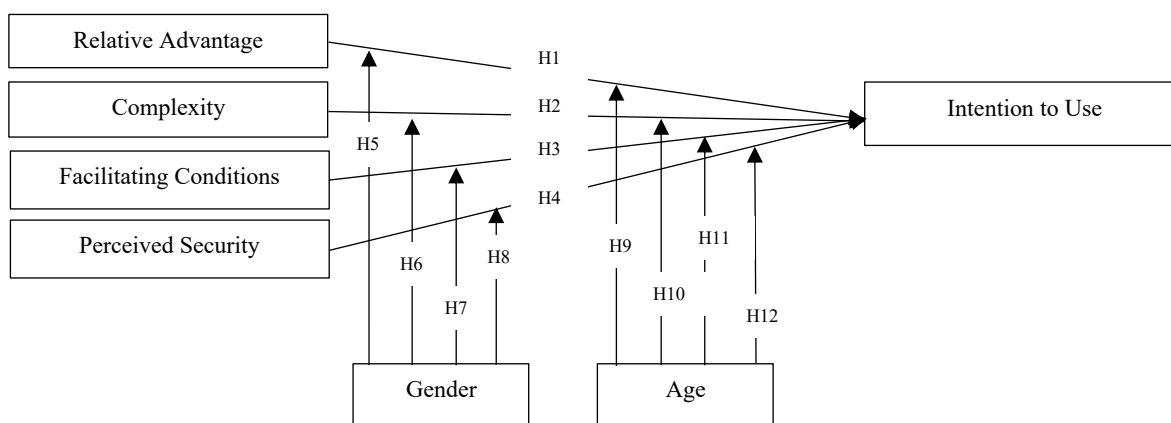 Relative Advantage
H1
Complexity
H2
Intention to Use
H5
H3
Facilitating Conditions
H4
Perceived Security
H6
H8
H7
H9
H11
H10
H12
Gender
Age